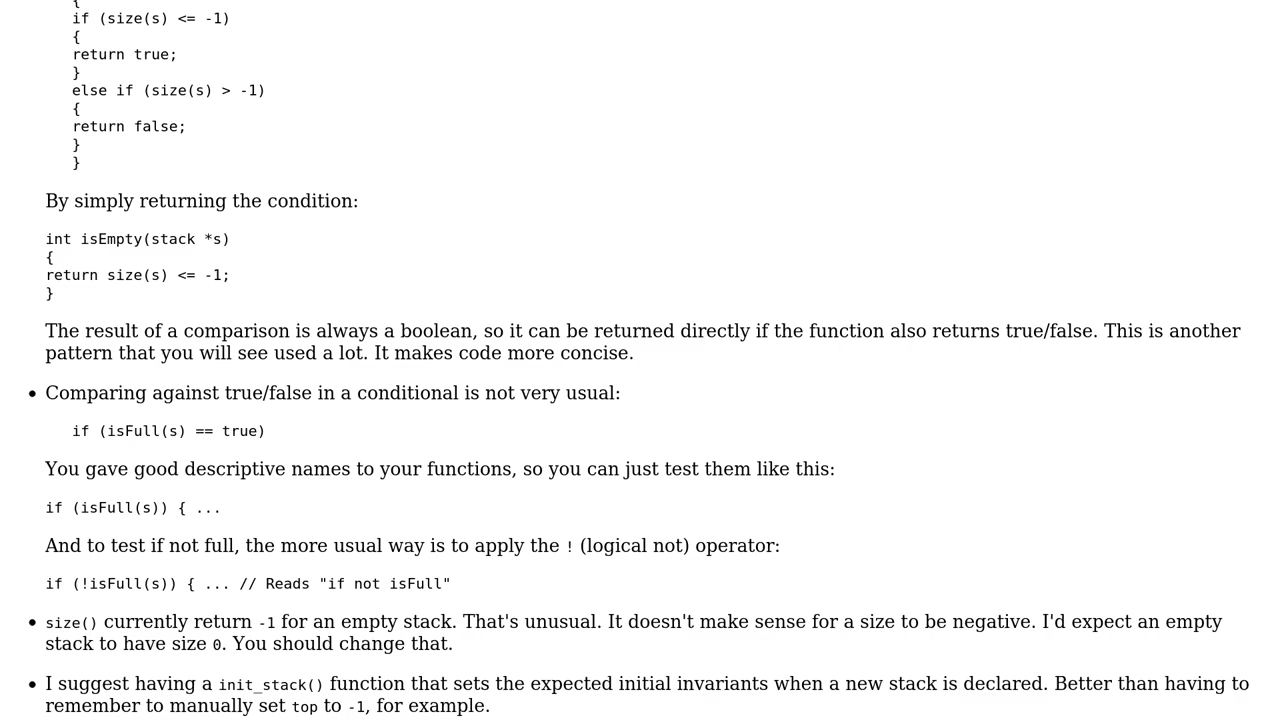 {
if (size(s) <= -1)
{
return true;
}
else if (size(s) > -1)
{
return false;
}
}
By simply returning the condition:
int isEmpty(stack *s)
{
return size(s) <= -1;
}
The result of a comparison is always a boolean, so it can be returned directly if the function also returns true/false. This is another
pattern that you will see used a lot. It makes code more concise.
• Comparing against true/false in a conditional is not very usual:
if (isFull(s) == true)
You gave good descriptive names to your functions, so you can just test them like this:
if (isFull(s)) { ...
And to test if not full, the more usual way is to apply the ! (logical not) operator:
if (!isFull(s)) { ... // Reads "if not isFull"
• size() currently return -1 for an empty stack. That's unusual. It doesn't make sense for a size to be negative. I'd expect an empty
stack to have size 0. You should change that.
• I suggest having a init_stack() function that sets the expected initial invariants when a new stack is declared. Better than having to
remember to manually set top to -1, for example.